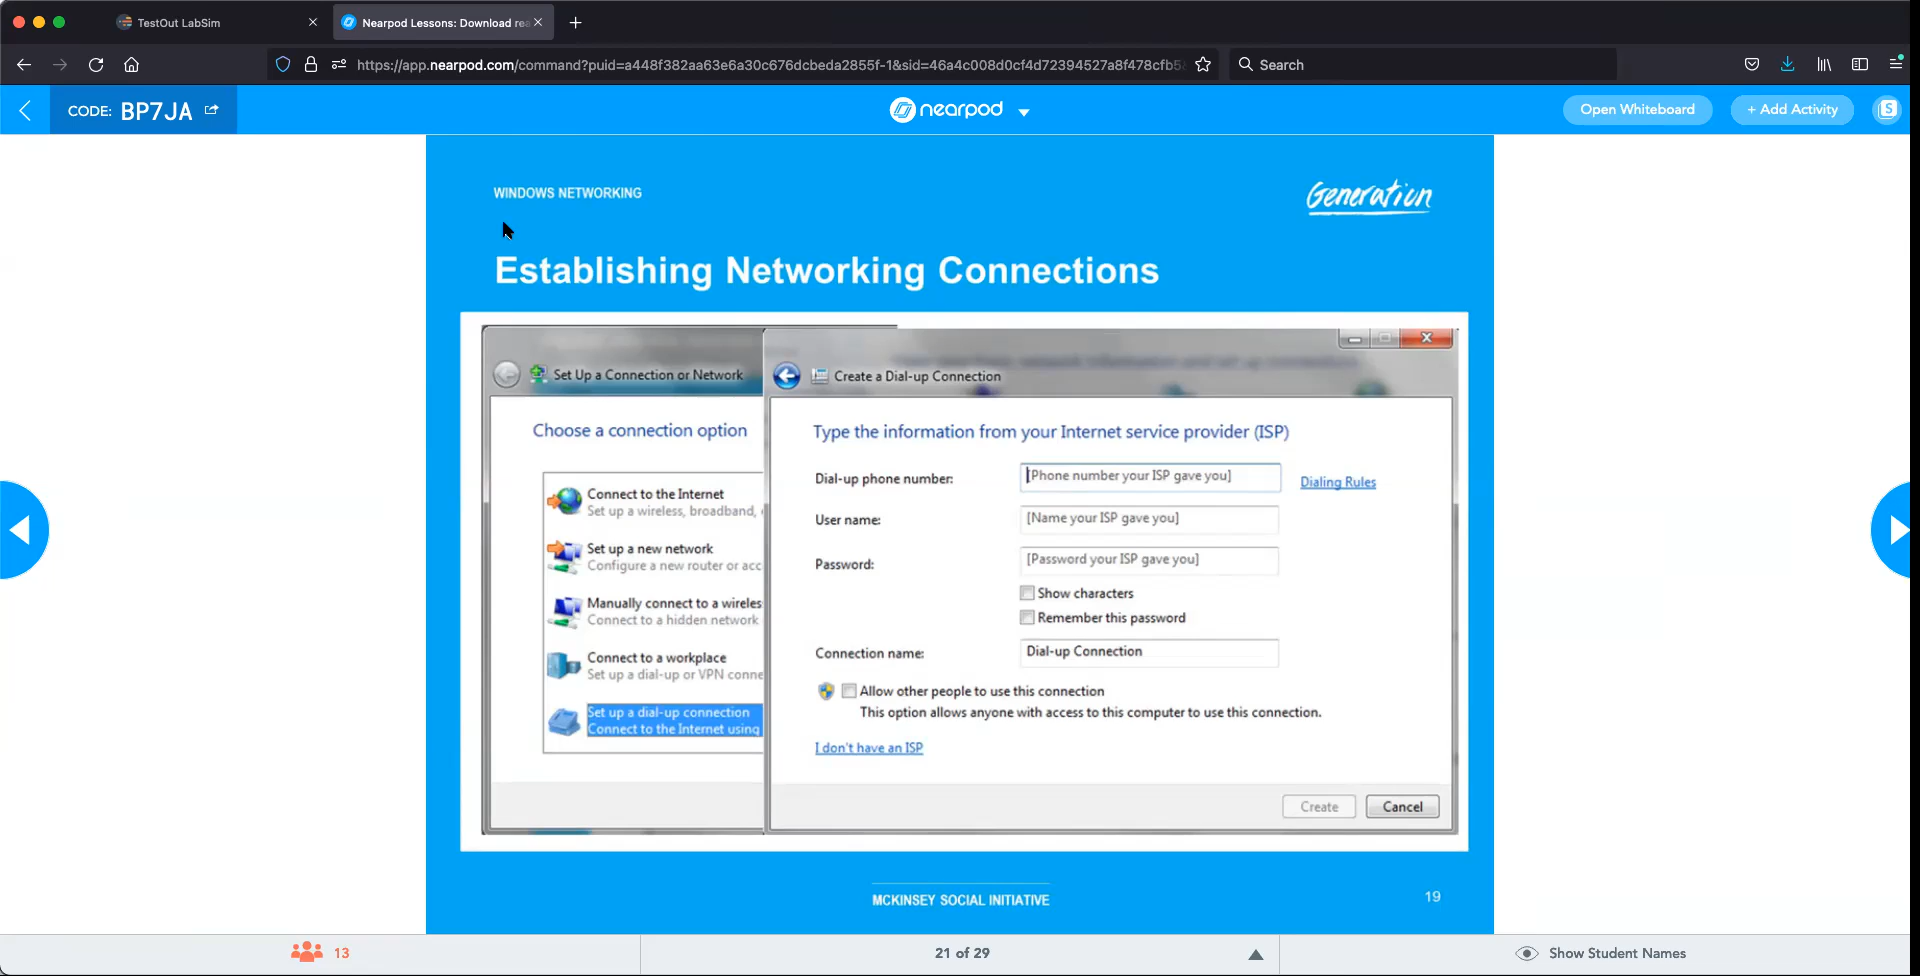 TestOut LabSim
Nearpod Lessons: Download rea
https://app.nearpod.com/command?puid=a448f382aa63e6a30c676dcbeda2855f-1&sid=46a4c008d0cf4d72394527a8f478cfb5
Search
CODE: BP7JA
nearpod
Open Whiteboard
+ Add Activity
S
WINDOWS NETWORKING
Generation
Establishing Networking Connections
Set Up a Connection or Network
Choose a connection option
Connect to the Internet
Set up a wireless, broadband,
Set up a new network
Configure a new router or acc
Manually connect to a wireles
Connect to a hidden network
Connect to a workplace
Set up a dial-up or VPN conne
Set up a dial-up connection
Connect to the Internet using
Create a Dial-up Connection
Type the information from your Internet service provider (ISP)
Dial-up phone number:
[Phone number your ISP gave you]
Dialing Rules
User name:
[Name your ISP gave you]
Password:
[Password your ISP gave you]
Show characters
Remember this password
Connection name:
Dial-up Connection
Allow other people to use this connection
This option allows anyone with access to this computer to use this connection.
I don't have an ISP
Create
Cancel
MCKINSEY SOCIAL INITIATIVE
19
13
21 of 29
Show Student Names